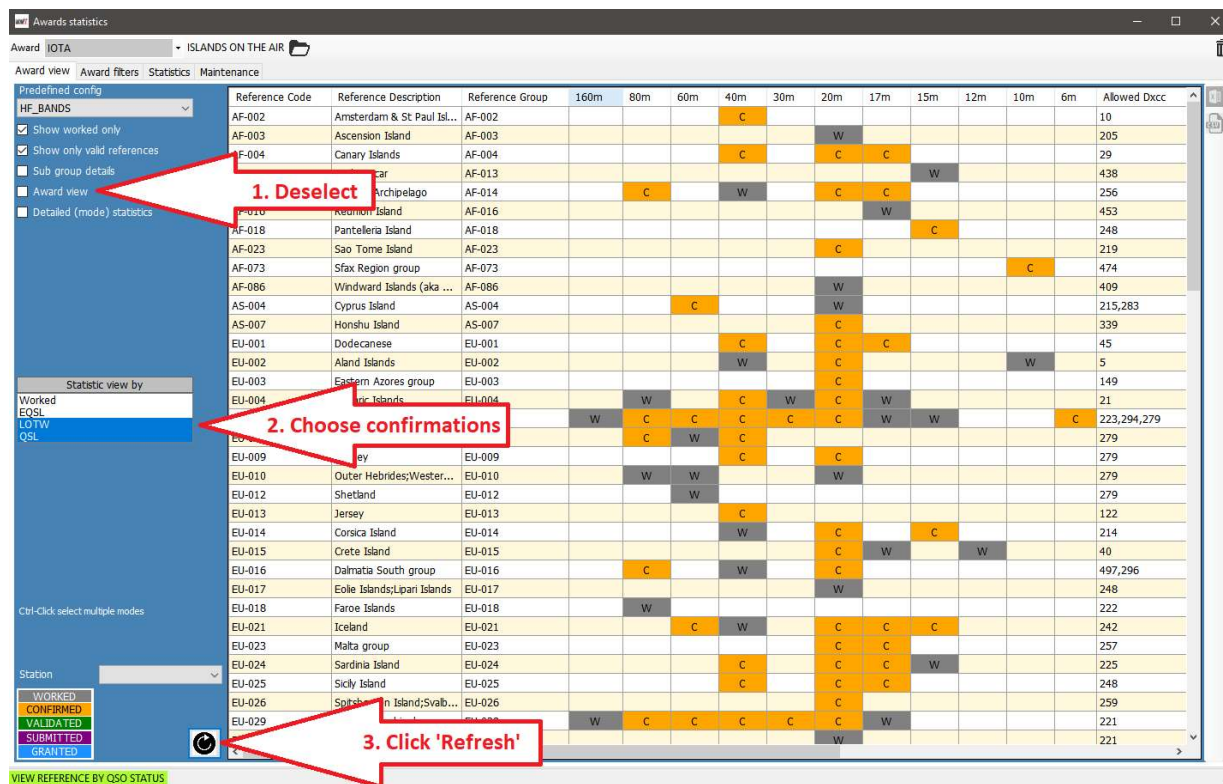 Awards statistics
Award IOTA ISLANDS ON THE AIR
Award view Award filters Statistics Maintenance
Predefined config
HF_BANDS
Show worked only
Show only valid references
Sub group details
Award view
Detailed (mode) statistics
1. Deselect
Statistic view by
Worked
EQSL
LOTW
QSL
2. Choose confirmations
Ctrl-Click select multiple modes
Station
WORKED
CONFIRMED
VALIDATED
SUBMITTED
GRANTED
3. Click 'Refresh'
Reference Code Reference Description Reference Group 160m 80m 60m 40m 30m 20m 17m 15m 12m 10m 6m Allowed Dxcc
AF-002 Amsterdam & St Paul Isl... AF-002 C 10
AF-003 Ascension Island AF-003 W 205
AF-004 Canary Islands AF-004 C C C 29
AF-013 W 438
Archipelago AF-014 C W C C 256
AF-016 Reunion Island AF-016 W 453
AF-018 Pantelleria Island AF-018 C 248
AF-023 Sao Tome Island AF-023 C 219
AF-073 Sfax Region group AF-073 C 474
AF-086 Windward Islands (aka ... AF-086 W 409
AS-004 Cyprus Island AS-004 C W 215,283
AS-007 Honshu Island AS-007 C 339
EU-001 Dodecanese EU-001 C C C 45
EU-002 Aland Islands EU-002 W C W 5
EU-003 Eastern Azores group EU-003 C 149
EU-004 Islands EU-004 W C W C W 21
W C C C C C W W C 223,294,279
C W C 279
EU-009 EU-009 C C 279
EU-010 Outer Hebrides;Wester... EU-010 W W W 279
EU-012 Shetland EU-012 W 279
EU-013 Jersey EU-013 C 122
EU-014 Corsica Island EU-014 W C C 214
EU-015 Crete Island EU-015 C W W 40
EU-016 Dalmatia South group EU-016 C W C 497,296
EU-017 Eolie Islands;Lipari Islands EU-017 W 248
EU-018 Faroe Islands EU-018 W 222
EU-021 Iceland EU-021 C W C C C 242
EU-023 Malta group EU-023 C C 257
EU-024 Sardinia Island EU-024 C C C W 225
EU-025 Sicily Island EU-025 C C C 248
EU-026 Island;Svalb... EU-026 C 259
EU-029 W C C C C C W 221
W 221
VIEW REFERENCE BY QSO STATUS